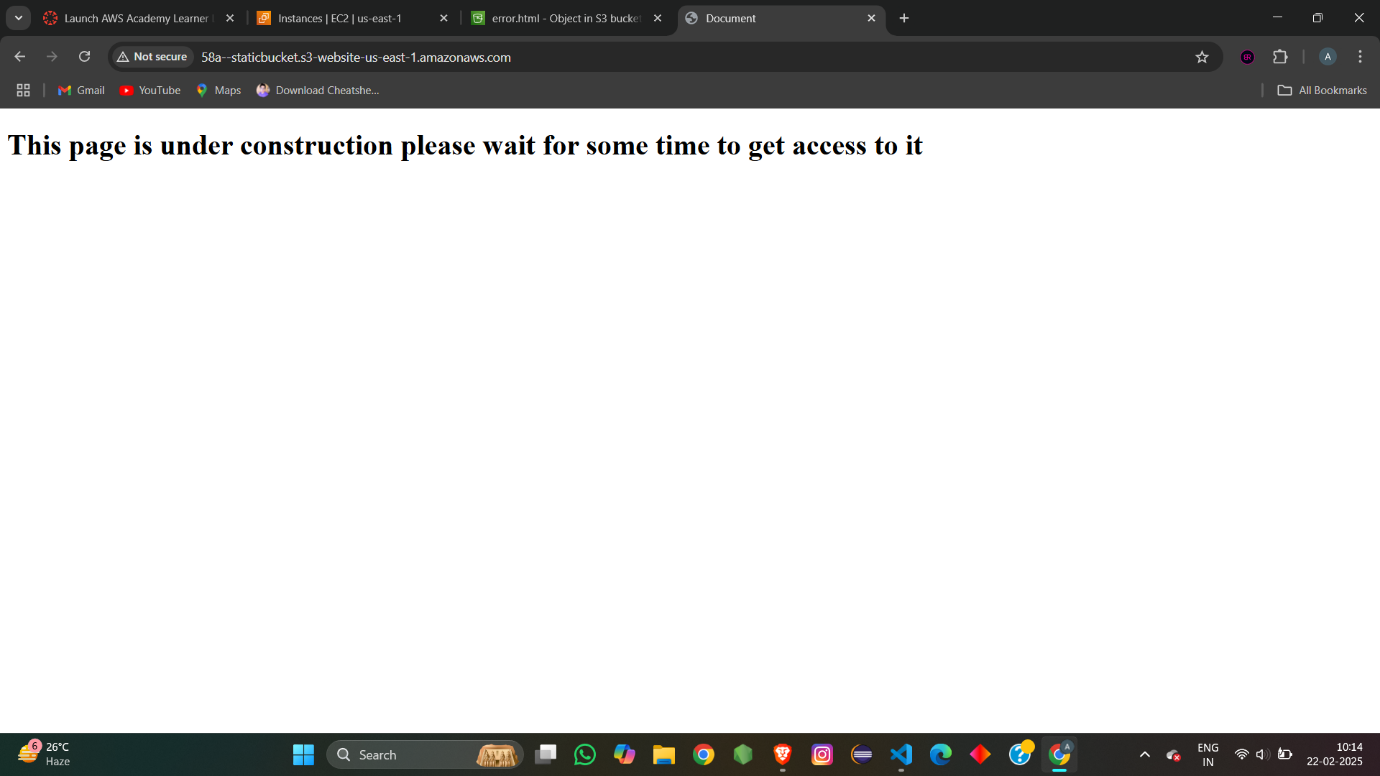 Launch AWS Academy Learner
Instances | EC2 | us-east-1
error.html - Object in S3 bucket
Document
Not secure
58a--staticbucket.s3-website-us-east-1.amazonaws.com
A
Gmail
YouTube
Maps
Download Cheatshe...
All Bookmarks
This page is under construction please wait for some time to get access to it
6
26°C
Haze
Search
A
ENG
IN
10:14
22-02-2025